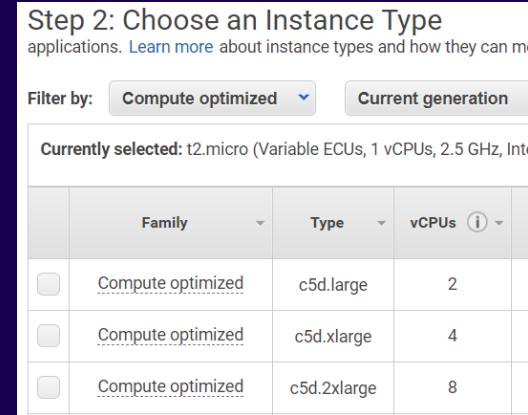 Step 2: Choose an Instance Type
applications. Learn more about instance types and how they can
Filter by: Compute optimized Current generation
Currently selected: t2.micro (Variable ECUs, 1 vCPUs, 2.5 GHz,
Family Type vCPUs i
Compute optimized c5d.large 2
Compute optimized c5d.xlarge 4
Compute optimized c5d.2xlarge 8